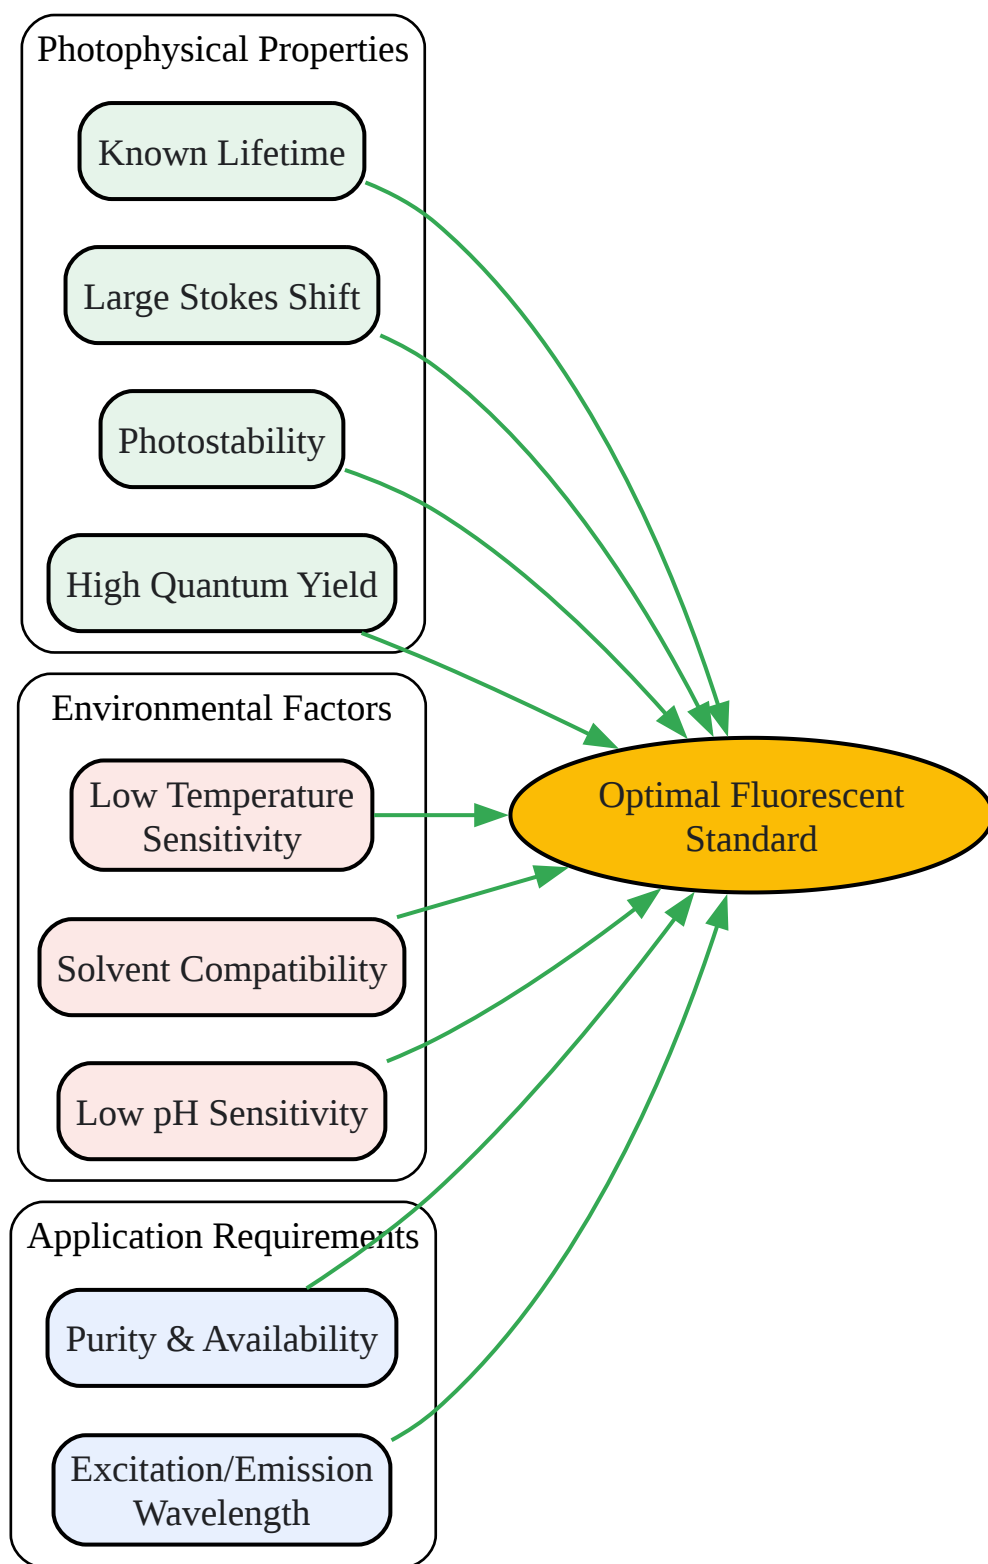 Photophysical Properties
Known Lifetime
Large Stokes Shift
Photostability
High Quantum Yield
Environmental Factors
Low Temperature
Sensitivity
Solvent Compatibility
Low pH Sensitivity
Application Requirements
Purity & Availability
Excitation/Emission
Wavelength
Optimal Fluorescent
Standard